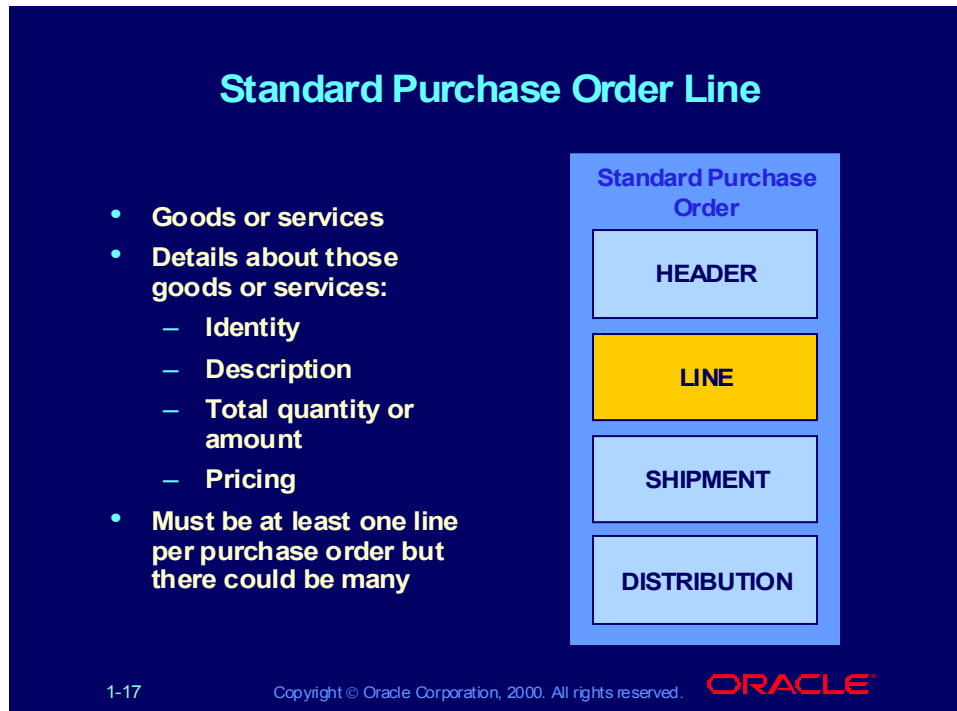 Standard Purchase Order Line
• Goods or services
• Details about those
goods or services:
– Identity
– Description
– Total quantity or
amount
– Pricing
• Must be at least one line
per purchase order but
there could be many
Standard Purchase
Order
HEADER
LINE
SHIPMENT
DISTRIBUTION
1-17
Copyright © Oracle Corporation, 2000. All rights reserved.
ORACLE®